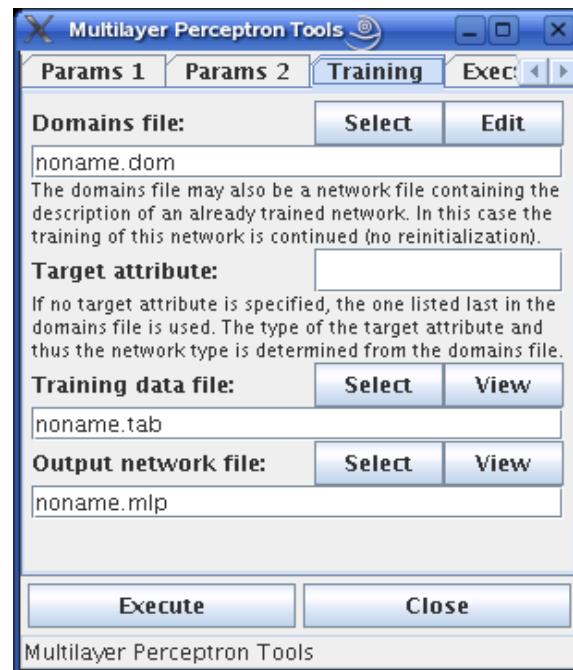 Multilayer Perceptron Tools
Params 1 Params 2 Training Exec
Domains file: Select Edit
noname.dom
The domains file may also be a network file containing the
description of an already trained network. In this case the
training of this network is continued (no reinitialization).
Target attribute:
If no target attribute is specified, the one listed last in the
domains file is used. The type of the target attribute and
thus the network type is determined from the domains file.
Training data file: Select View
noname.tab
Output network file: Select View
noname.mlp
Execute Close
Multilayer Perceptron Tools